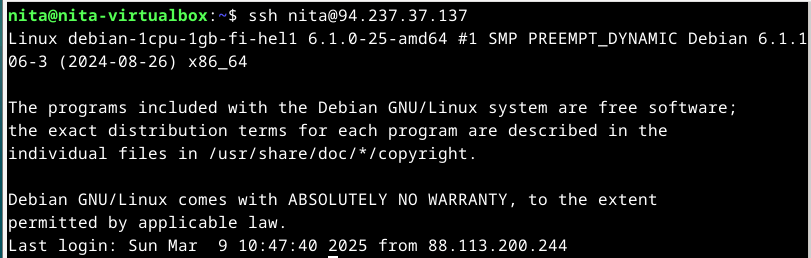 nita@nita-virtualbox:~$ ssh nita@94.237.37.137
Linux debian-1cpu-1gb-fi-hel1 6.1.0-25-amd64 #1 SMP PREEMPT_DYNAMIC Debian 6.1.1
06-3 (2024-08-26) x86_64
The programs included with the Debian GNU/Linux system are free software;
the exact distribution terms for each program are described in the
individual files in /usr/share/doc/*/copyright.
Debian GNU/Linux comes with ABSOLUTELY NO WARRANTY, to the extent
permitted by applicable law.
Last login: Sun Mar  9 10:47:40 2025 from 88.113.200.244